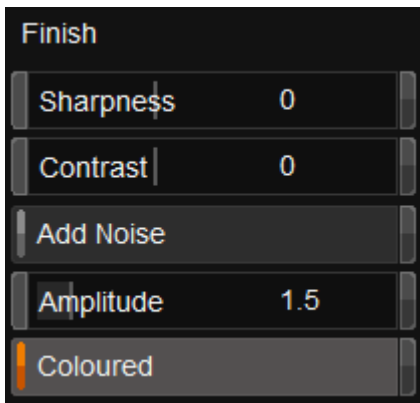 Finish
Sharpness 0
Contrast 0
Add Noise
Amplitude 1.5
Coloured